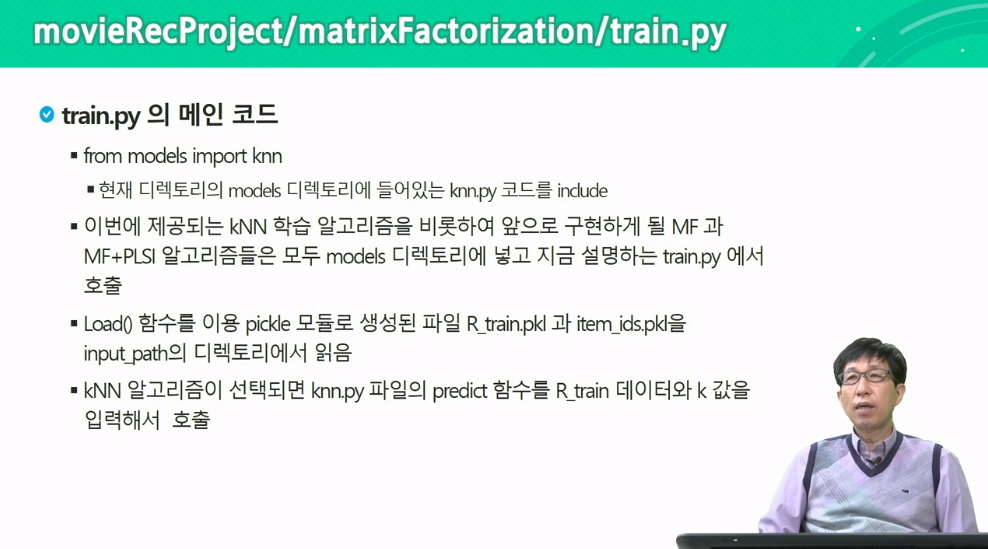 movieRecProject/matrixFactorization/train.py
train.py 의 메인 코드
▪ from models import knn
▪ 현재 디렉토리의 models 디렉토리에 들어있는 knn.py 코드를 include
▪ 이번에 제공되는 kNN 학습 알고리즘을 비롯하여 앞으로 구현하게 될 MF 과
MF+PLSI 알고리즘들은 모두 models 디렉토리에 넣고 지금 설명하는 train.py 에서
호출
▪ Load() 함수를 이용 pickle 모듈로 생성된 파일 R_train.pkl 과 item_ids.pkl을
input_path의 디렉토리에서 읽음
▪ kNN 알고리즘이 선택되면 knn.py 파일의 predict 함수를 R_train 데이터와 k 값을
입력해서 호출